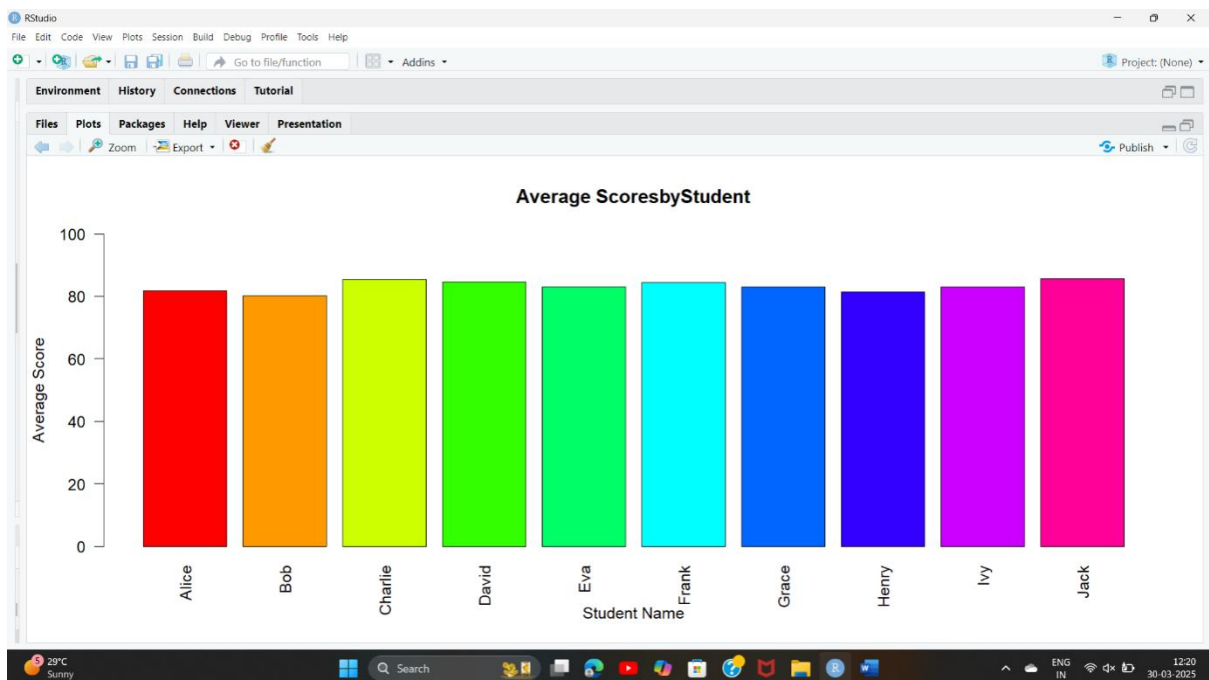 RStudio
File Edit Code View Plots Session Build Debug Profile Tools Help
Go to file/function Addins Project: (None)
Environment History Connections Tutorial
Files Plots Packages Help Viewer Presentation
Zoom Export Publish
Average ScoresbyStudent
100
80
60
40
20
0
Average Score
Alice Bob Charlie David Eva Frank Grace Henry Ivy Jack
Student Name
5 29°C
Sunny
Search
ENG
IN
12:20
30-03-2025